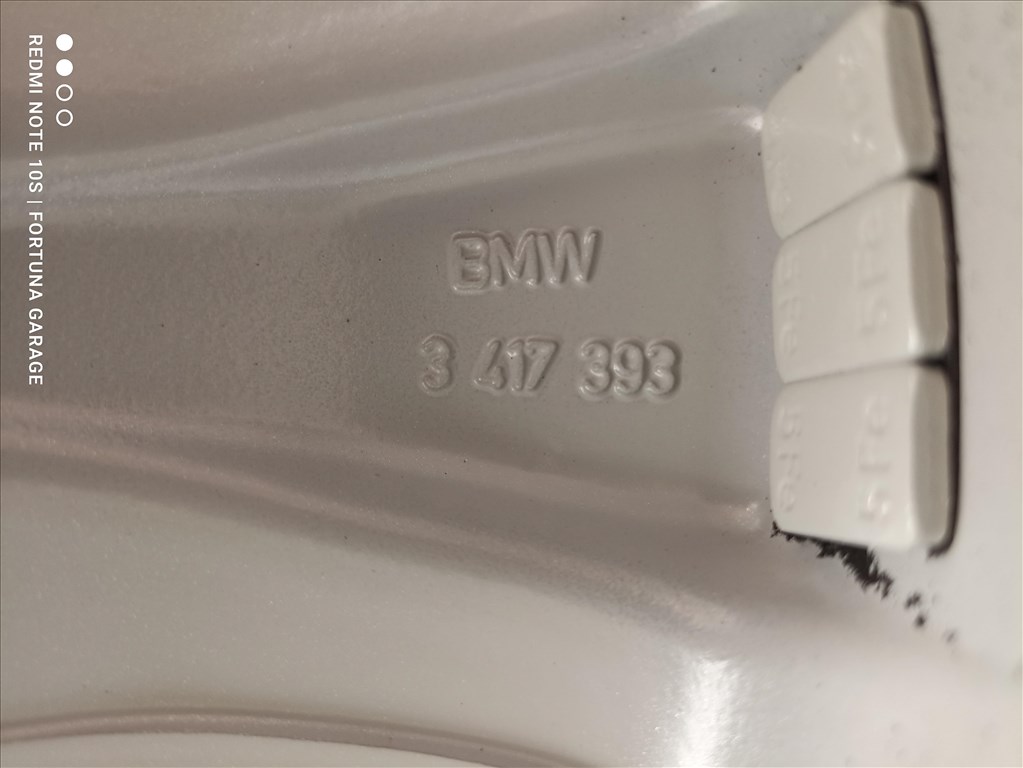 BMW
3 417 393
REDMI NOTE 10S | FORTUNA GARAGE